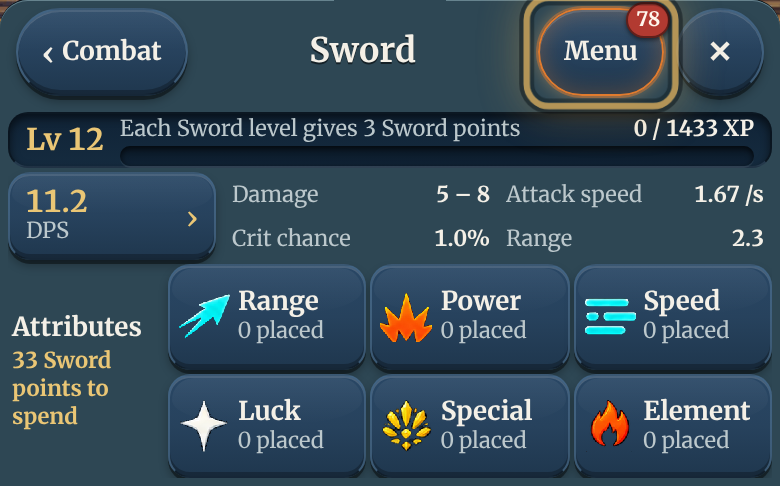 ‹ Combat
Sword
Menu
78
×
Lv 12
Each Sword level gives 3 Sword points
0 / 1433 XP
11.2
DPS
›
Damage
5 – 8
Attack speed
1.67 /s
Crit chance
1.0%
Range
2.3
Attributes
33 Sword
points to
spend
Range
0 placed
Power
0 placed
Speed
0 placed
Luck
0 placed
Special
0 placed
Element
0 placed